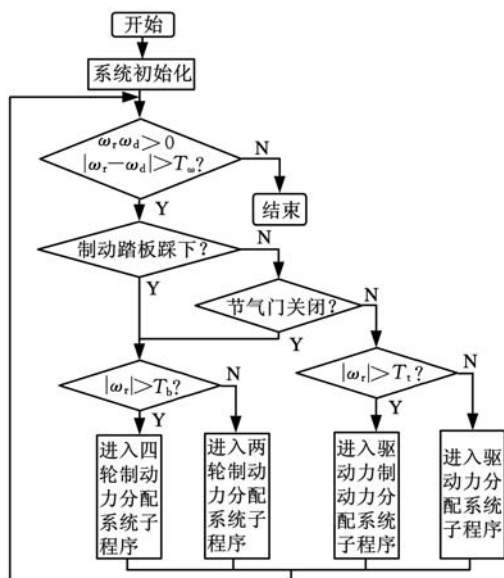 开始
系统初始化
ωrωd>0
|ωr−ωd|>Tω?
N
Y
结束
制动踏板踩下?
N
Y
节气门关闭?
N
Y
|ωr|>Tb?
N
Y
|ωr|>Tt?
N
Y
进入四
轮制动
力分配
系统子
程序
进入两
轮制动
力分配
系统子
程序
进入驱
动力制
动力分
配系统
子程序
进入驱
动力分
配系统
子程序